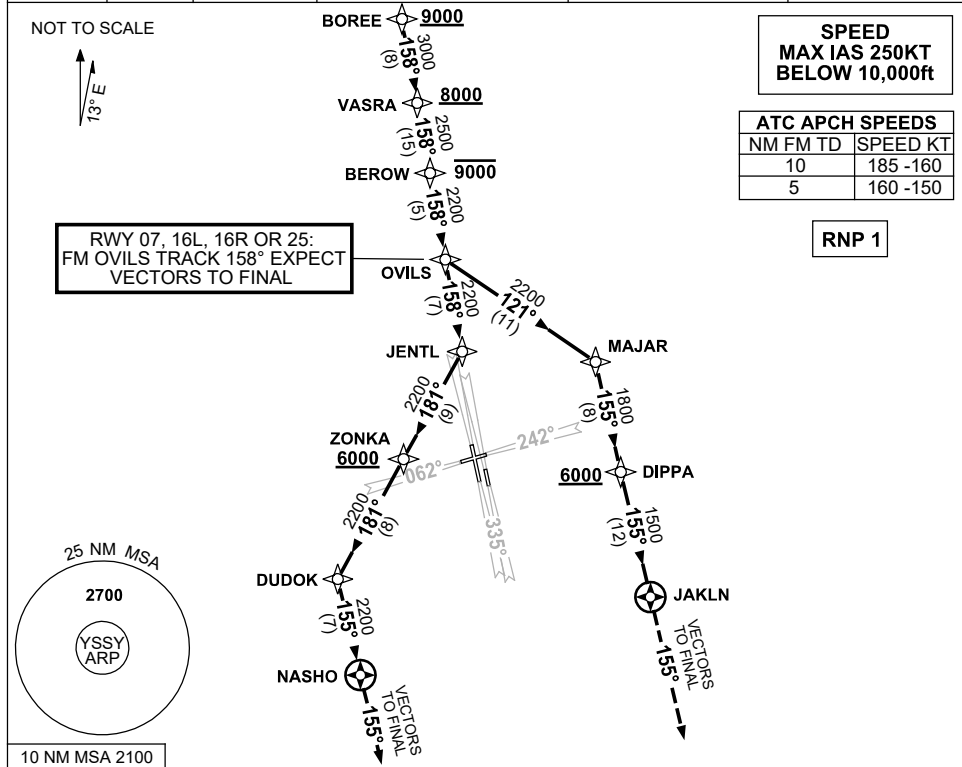 NOT TO SCALE
13° E
BOREE 9000
3000
158°
(8)
VASRA 8000
2500
158°
(15)
BEROW 9000
2200
158°
(5)
RWY 07, 16L, 16R OR 25:
FM OVILS TRACK 158° EXPECT
VECTORS TO FINAL
OVILS
2200
158°
(7)
2200
121°
(11)
JENTL
MAJAR
2200
181°
(9)
1800
155°
(8)
ZONKA
6000
062°
242°
335°
6000 DIPPA
2200
181°
(8)
1500
155°
(12)
DUDOK
JAKLN
2200
155°
(7)
VECTORS
TO FINAL
155°
NASHO
VECTORS
TO FINAL
155°
SPEED
MAX IAS 250KT
BELOW 10,000ft
ATC APCH SPEEDS
NM FM TD SPEED KT
10 185 -160
5 160 -150
RNP 1
25 NM MSA
2700
YSSY
ARP
10 NM MSA 2100